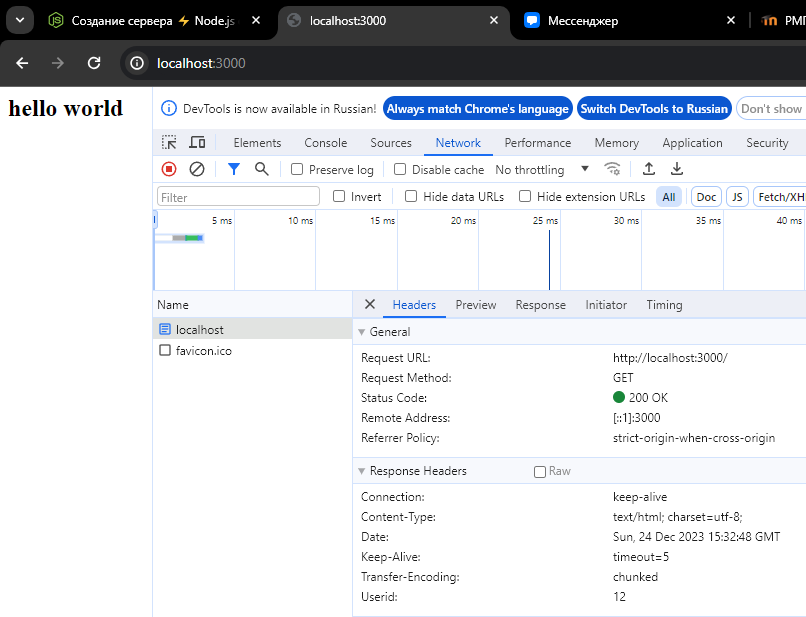 Создание сервера ⚡ Node.js
localhost:3000
Мессенджер
localhost:3000
hello world
DevTools is now available in Russian! Always match Chrome's language Switch DevTools to Russian Don't show
Elements Console Sources Network Performance Memory Application Security
Preserve log Disable cache No throttling
Filter Invert Hide data URLs Hide extension URLs All Doc JS Fetch/XH
5 ms 10 ms 15 ms 20 ms 25 ms 30 ms 35 ms 40 ms
Name Headers Preview Response Initiator Timing
localhost
favicon.ico
General
Request URL: http://localhost:3000/
Request Method: GET
Status Code: 200 OK
Remote Address: [::1]:3000
Referrer Policy: strict-origin-when-cross-origin
Response Headers Raw
Connection: keep-alive
Content-Type: text/html; charset=utf-8;
Date: Sun, 24 Dec 2023 15:32:48 GMT
Keep-Alive: timeout=5
Transfer-Encoding: chunked
Userid: 12